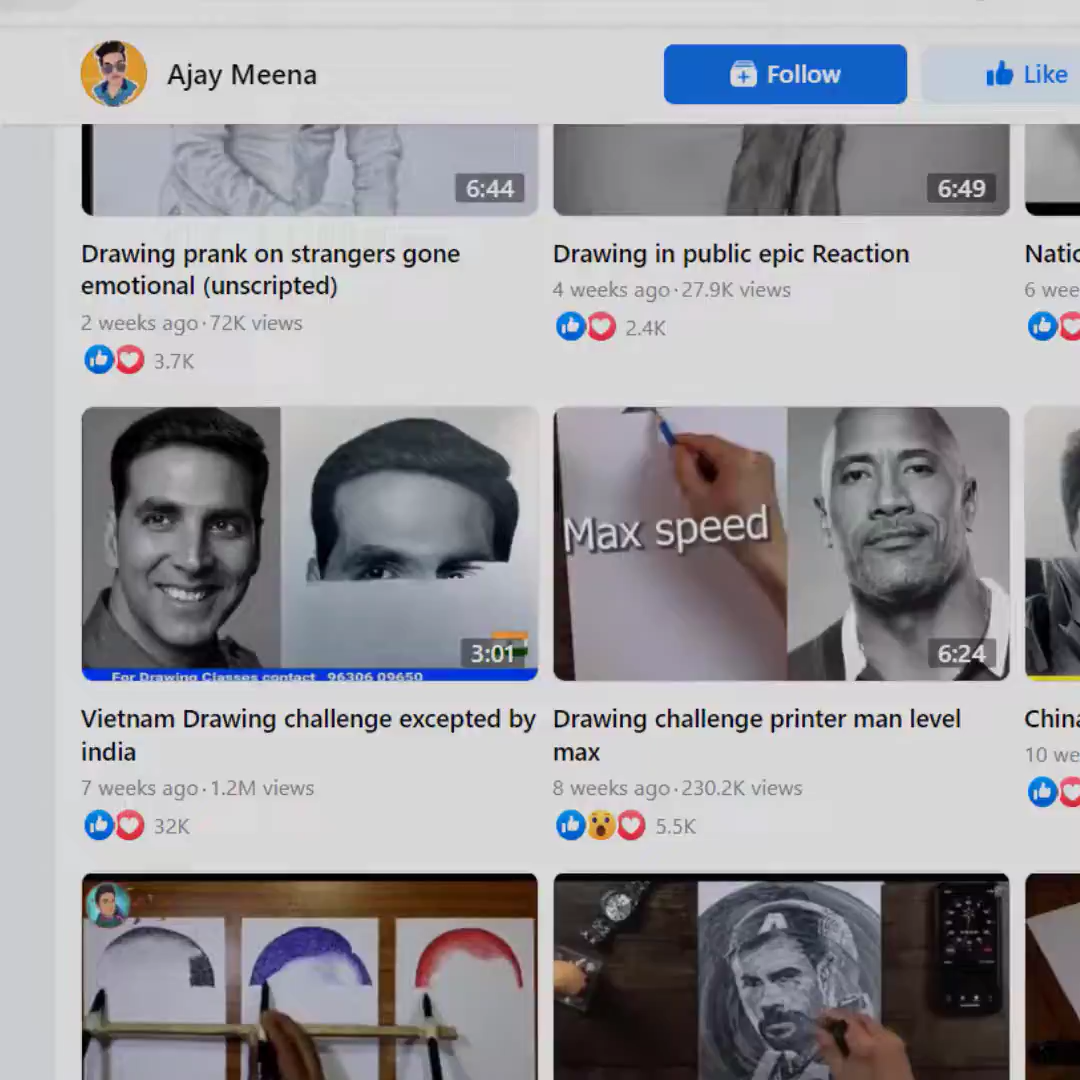 Ajay Meena
Follow
Like
6:44
6:49
Drawing prank on strangers gone
emotional (unscripted)
2 weeks ago · 72K views
3.7K
Drawing in public epic Reaction
4 weeks ago · 27.9K views
2.4K
Natio
6 wee
Max speed
3:01
6:24
For Drawing Classes contact 96306 09650
Vietnam Drawing challenge excepted by
india
7 weeks ago · 1.2M views
32K
Drawing challenge printer man level
max
8 weeks ago · 230.2K views
5.5K
China
10 we
A